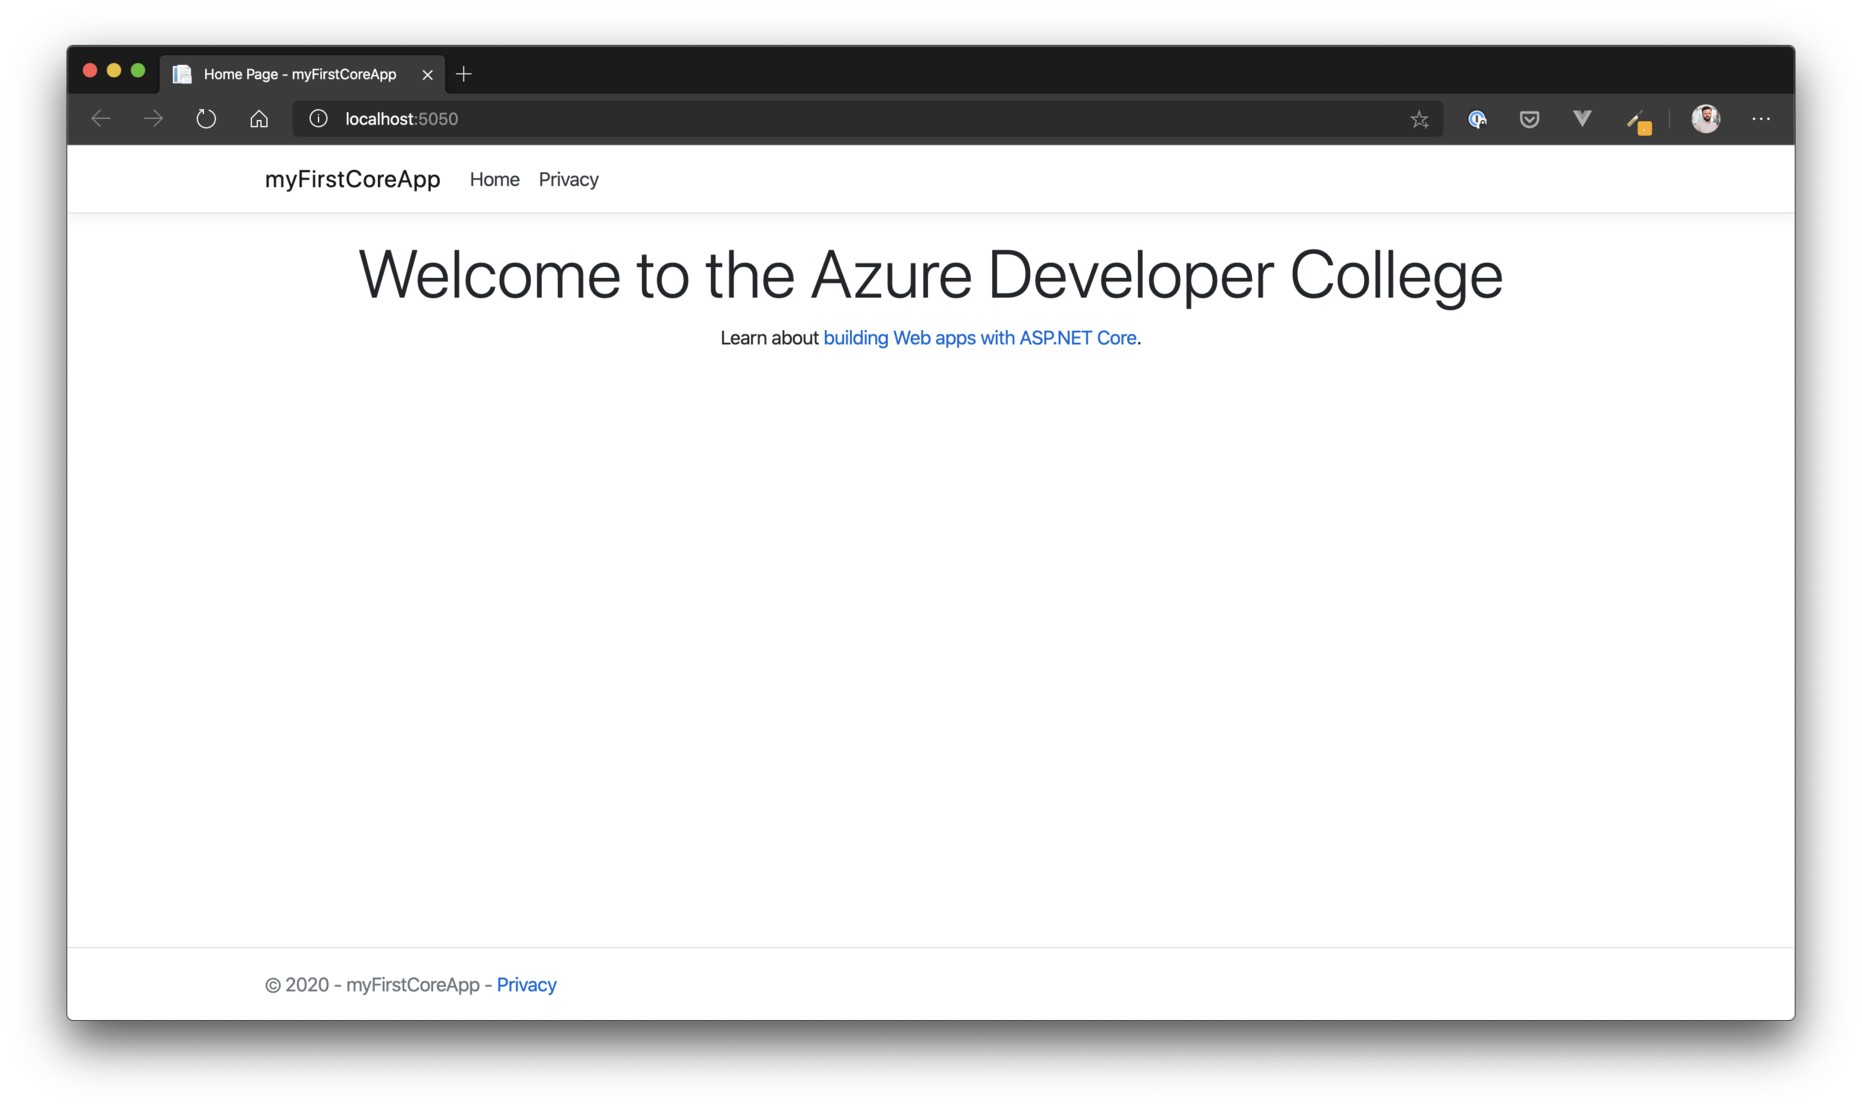 Home Page - myFirstCoreApp
localhost:5050
myFirstCoreApp Home Privacy
Welcome to the Azure Developer College
Learn about building Web apps with ASP.NET Core.
© 2020 - myFirstCoreApp - Privacy